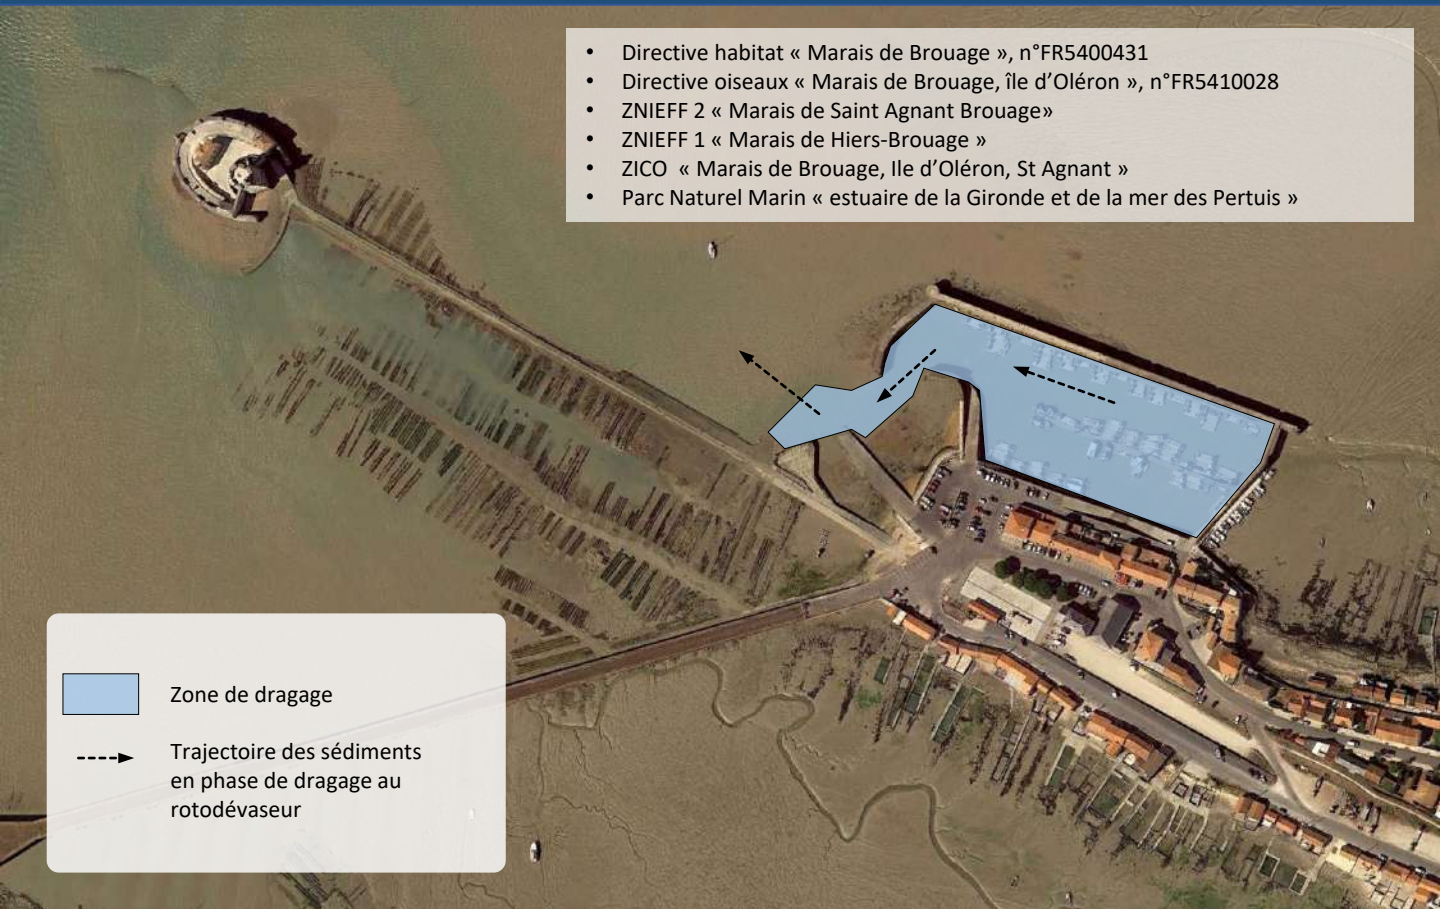 • Directive habitat « Marais de Brouage », n°FR5400431
• Directive oiseaux « Marais de Brouage, île d’Oléron », n°FR5410028
• ZNIEFF 2 « Marais de Saint Agnant Brouage»
• ZNIEFF 1 « Marais de Hiers-Brouage »
• ZICO « Marais de Brouage, Ile d’Oléron, St Agnant »
• Parc Naturel Marin « estuaire de la Gironde et de la mer des Pertuis »
Zone de dragage
Trajectoire des sédiments
en phase de dragage au
rotodévaseur